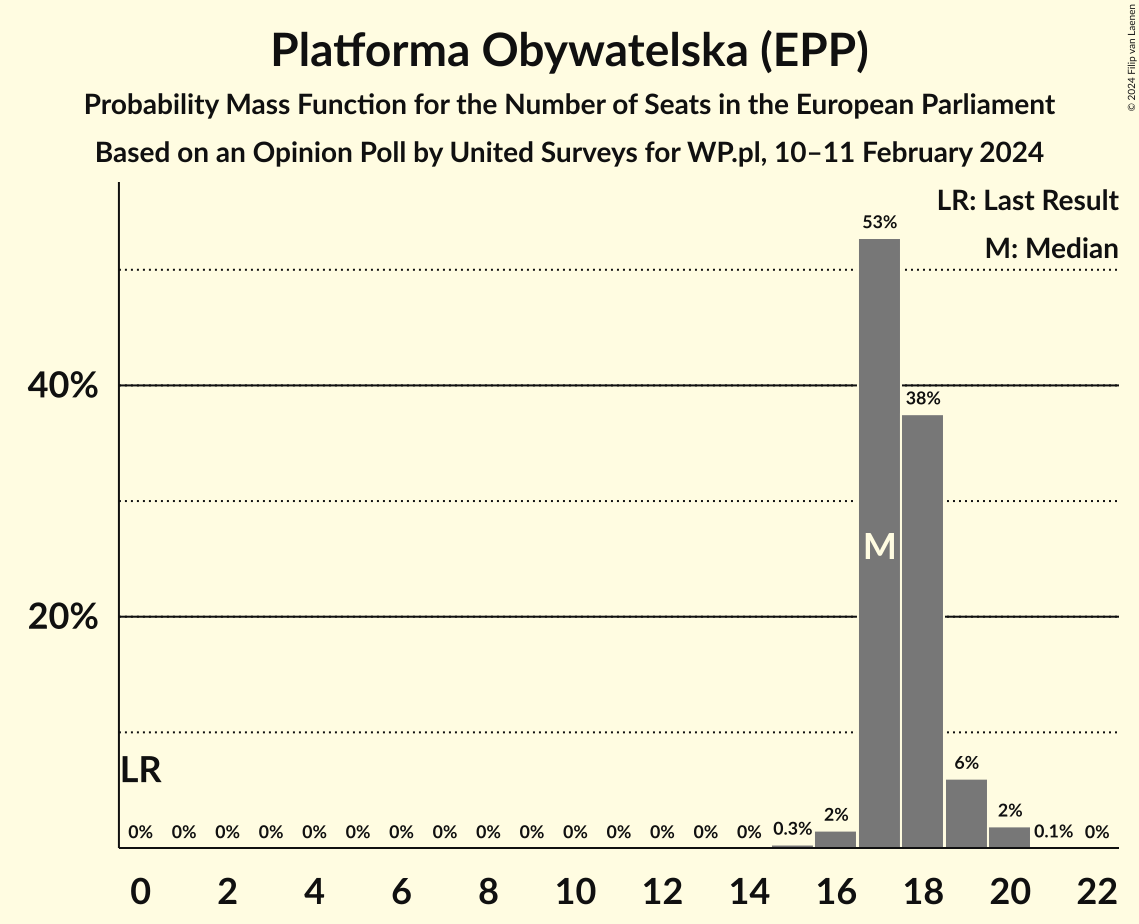 Platforma Obywatelska (EPP)
Probability Mass Function for the Number of Seats in the European Parliament
Based on an Opinion Poll by United Surveys for WP.pl, 10–11 February 2024
© 2024 Filip van Laenen
LR: Last Result
M: Median
53%
40%
38%
M
20%
LR
6%
0% 0% 0% 0% 0% 0% 0% 0% 0% 0% 0% 0% 0% 0% 0% 0.3% 2% 2% 0.1% 0%
0 2 4 6 8 10 12 14 16 18 20 22